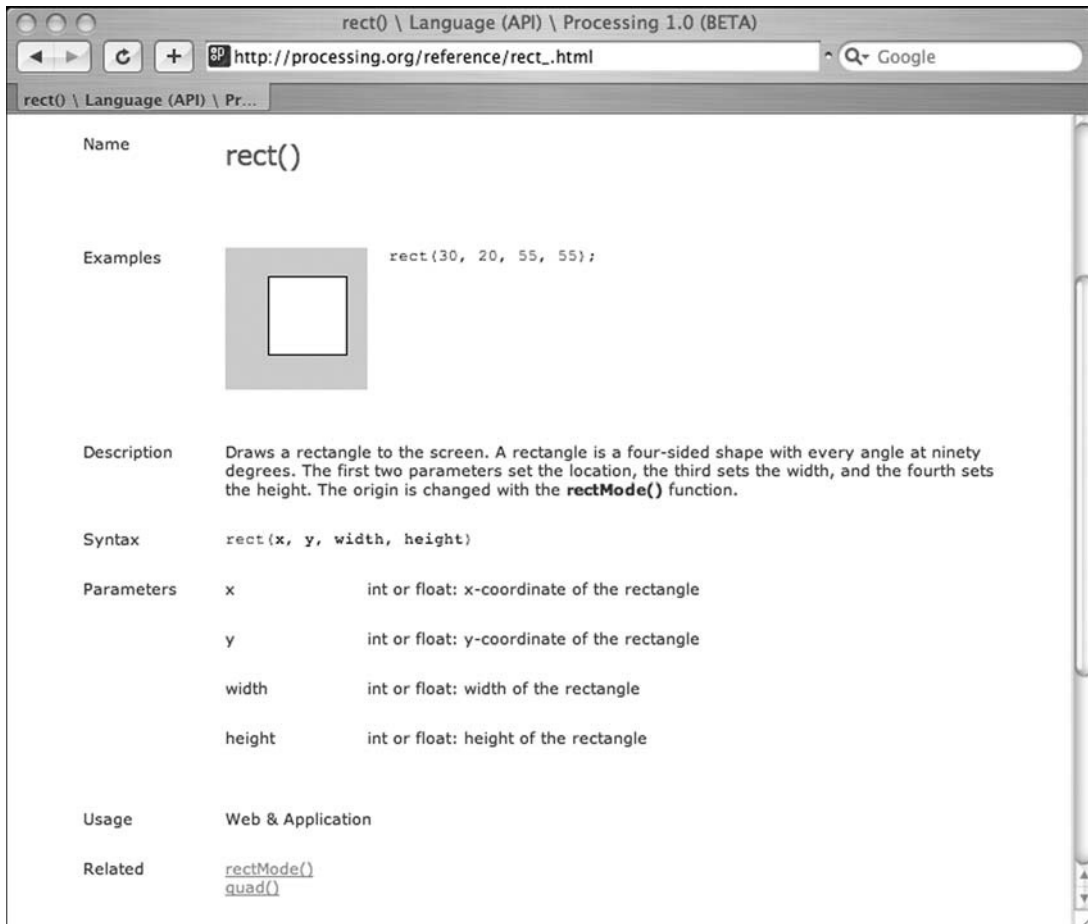 rect() \ Language (API) \ Processing 1.0 (BETA)
http://processing.org/reference/rect_.html
Google
rect() \ Language (API) \ Pr...
Name
rect()
Examples
rect(30, 20, 55, 55);
Description
Draws a rectangle to the screen. A rectangle is a four-sided shape with every angle at ninety
degrees. The first two parameters set the location, the third sets the width, and the fourth sets
the height. The origin is changed with the rectMode() function.
Syntax
rect(x, y, width, height)
Parameters
x int or float: x-coordinate of the rectangle
y int or float: y-coordinate of the rectangle
width int or float: width of the rectangle
height int or float: height of the rectangle
Usage
Web & Application
Related
rectMode()
quad()